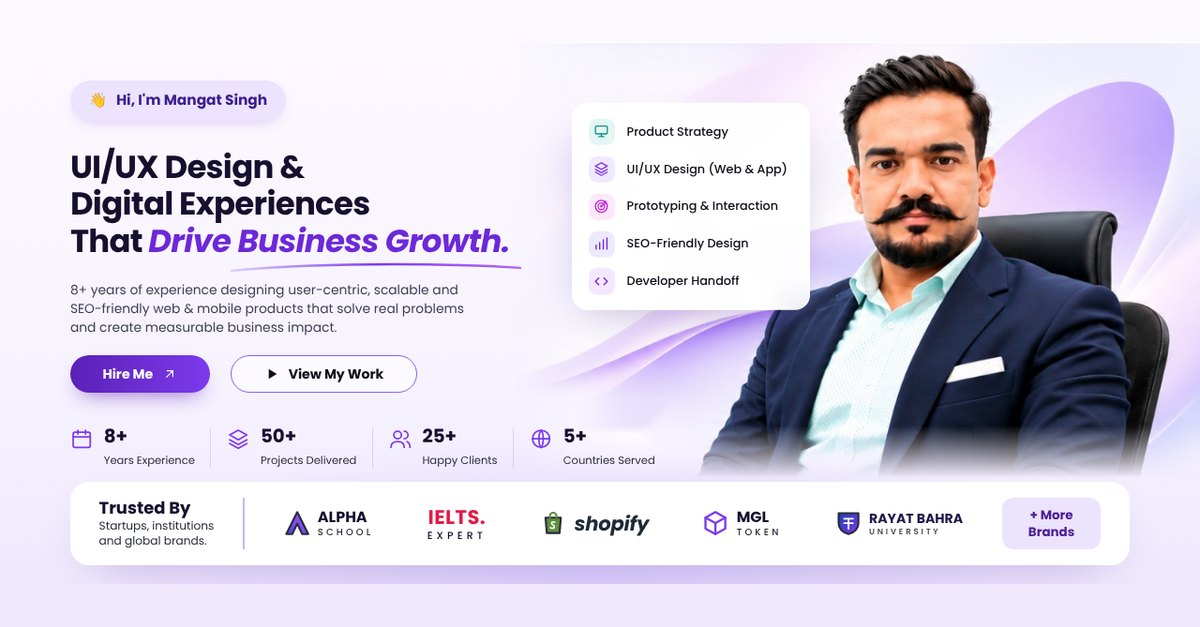 👋 Hi, I'm Mangat Singh
UI/UX Design &
Digital Experiences
That Drive Business Growth.
8+ years of experience designing user-centric, scalable and
SEO-friendly web & mobile products that solve real problems
and create measurable business impact.
Hire Me
View My Work
8+
Years Experience
50+
Projects Delivered
25+
Happy Clients
5+
Countries Served
Product Strategy
UI/UX Design (Web & App)
Prototyping & Interaction
SEO-Friendly Design
Developer Handoff
Trusted By
Startups, institutions
and global brands.
ALPHA
SCHOOL
IELTS.
EXPERT
shopify
MGL
TOKEN
RAYAT BAHRA
UNIVERSITY
+ More
Brands